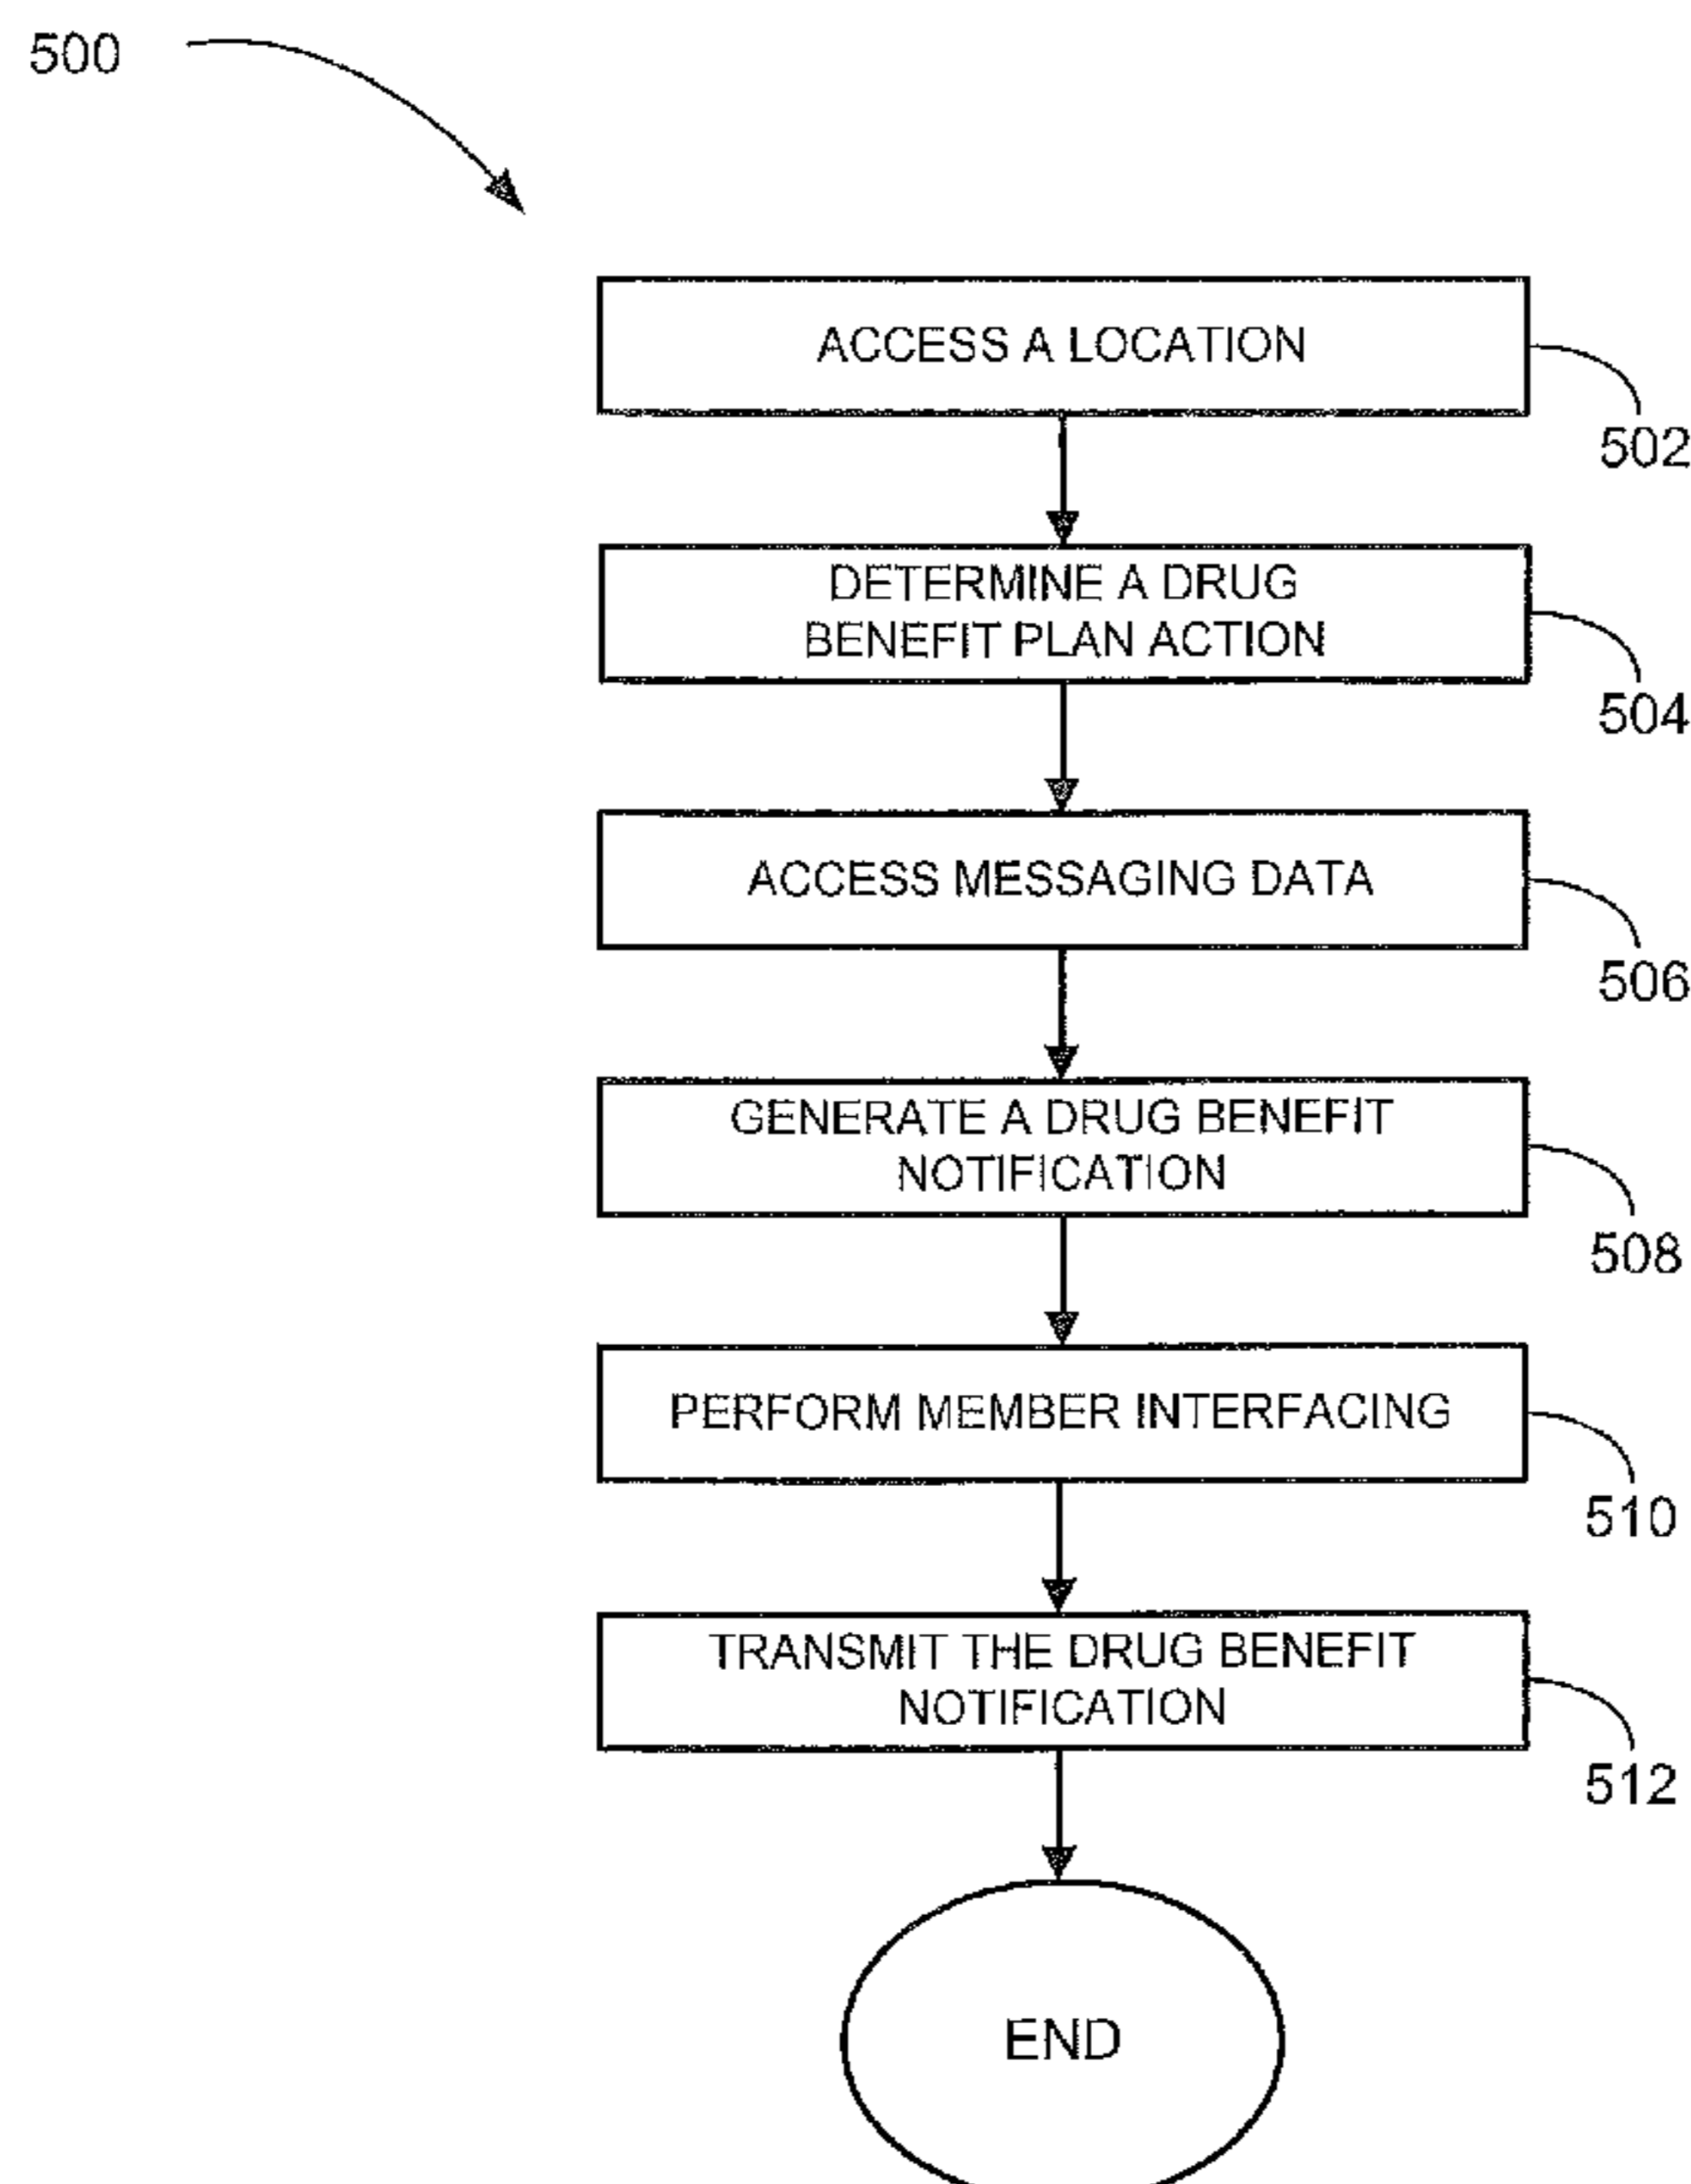 500
ACCESS A LOCATION
502
DETERMINE A DRUG
BENEFIT PLAN ACTION
504
ACCESS MESSAGING DATA
506
GENERATE A DRUG BENEFIT
NOTIFICATION
508
PERFORM MEMBER INTERFACING
510
TRANSMIT THE DRUG BENEFIT
NOTIFICATION
512
END